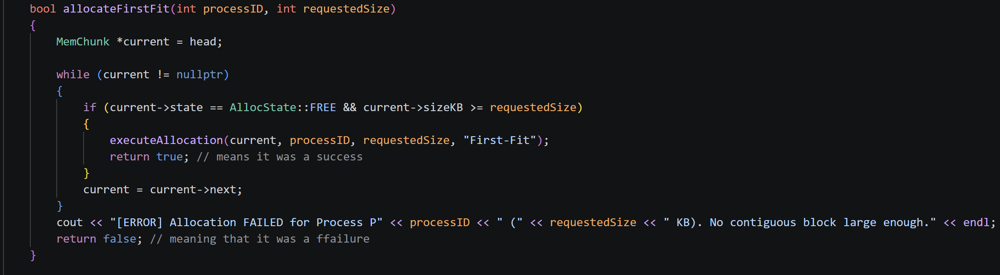 bool allocateFirstFit(int processID, int requestedSize)
{
MemChunk *current = head;
while (current != nullptr)
{
if (current->state == AllocState::FREE && current->sizeKB >= requestedSize)
{
executeAllocation(current, processID, requestedSize, "First-Fit");
return true; // means it was a success
}
current = current->next;
}
cout << "[ERROR] Allocation FAILED for Process P" << processID << " (" << requestedSize << " KB). No contiguous block large enough." << endl;
return false; // meaning that it was a ffailure
}